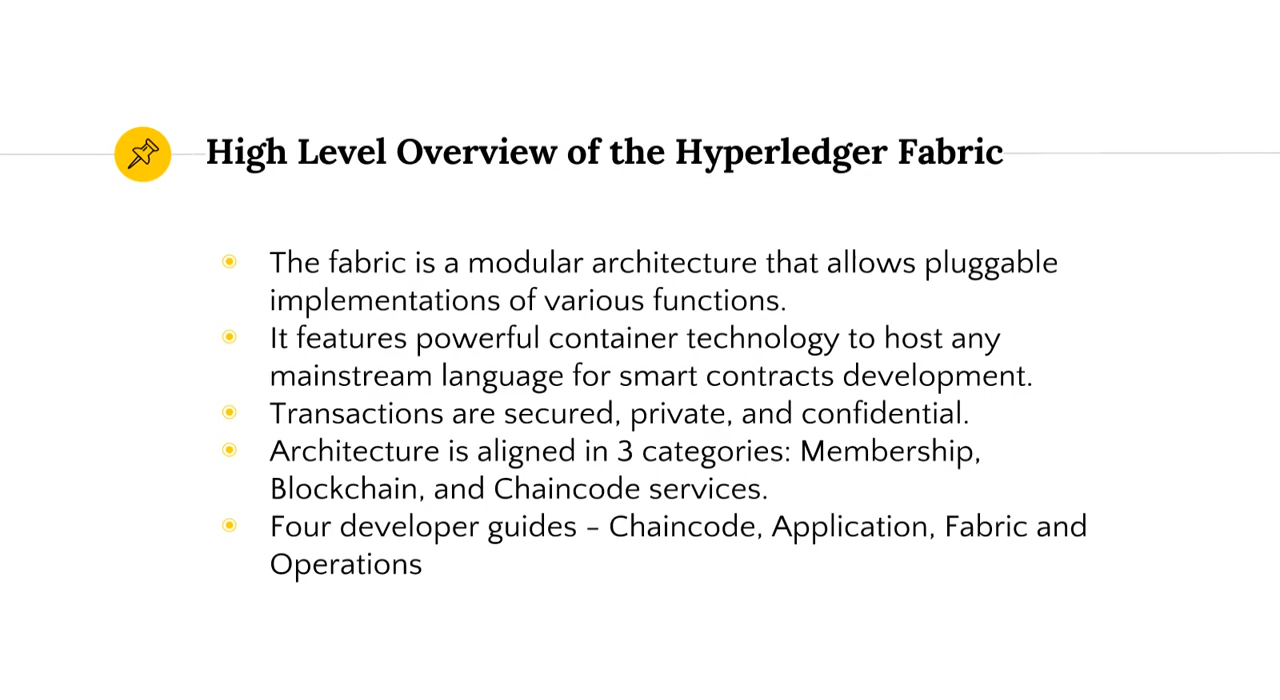 High Level Overview of the Hyperledger Fabric
The fabric is a modular architecture that allows pluggable
implementations of various functions.
It features powerful container technology to host any
mainstream language for smart contracts development.
Transactions are secured, private, and confidential.
Architecture is aligned in 3 categories: Membership,
Blockchain, and Chaincode services.
Four developer guides – Chaincode, Application, Fabric and
Operations